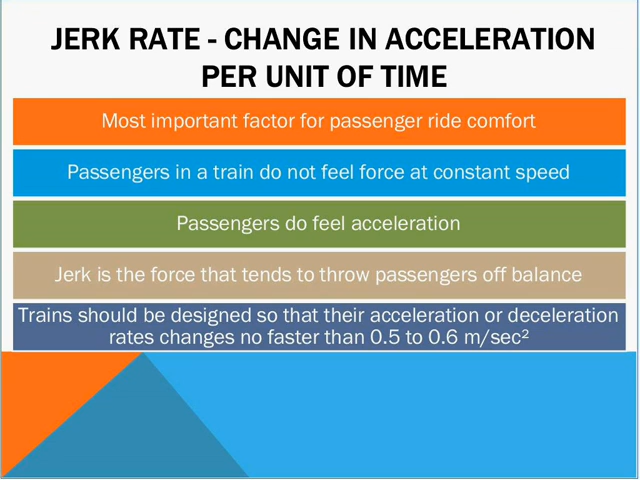 JERK RATE - CHANGE IN ACCELERATION
PER UNIT OF TIME
Most important factor for passenger ride comfort
Passengers in a train do not feel force at constant speed
Passengers do feel acceleration
Jerk is the force that tends to throw passengers off balance
Trains should be designed so that their acceleration or deceleration
rates changes no faster than 0.5 to 0.6 m/sec²